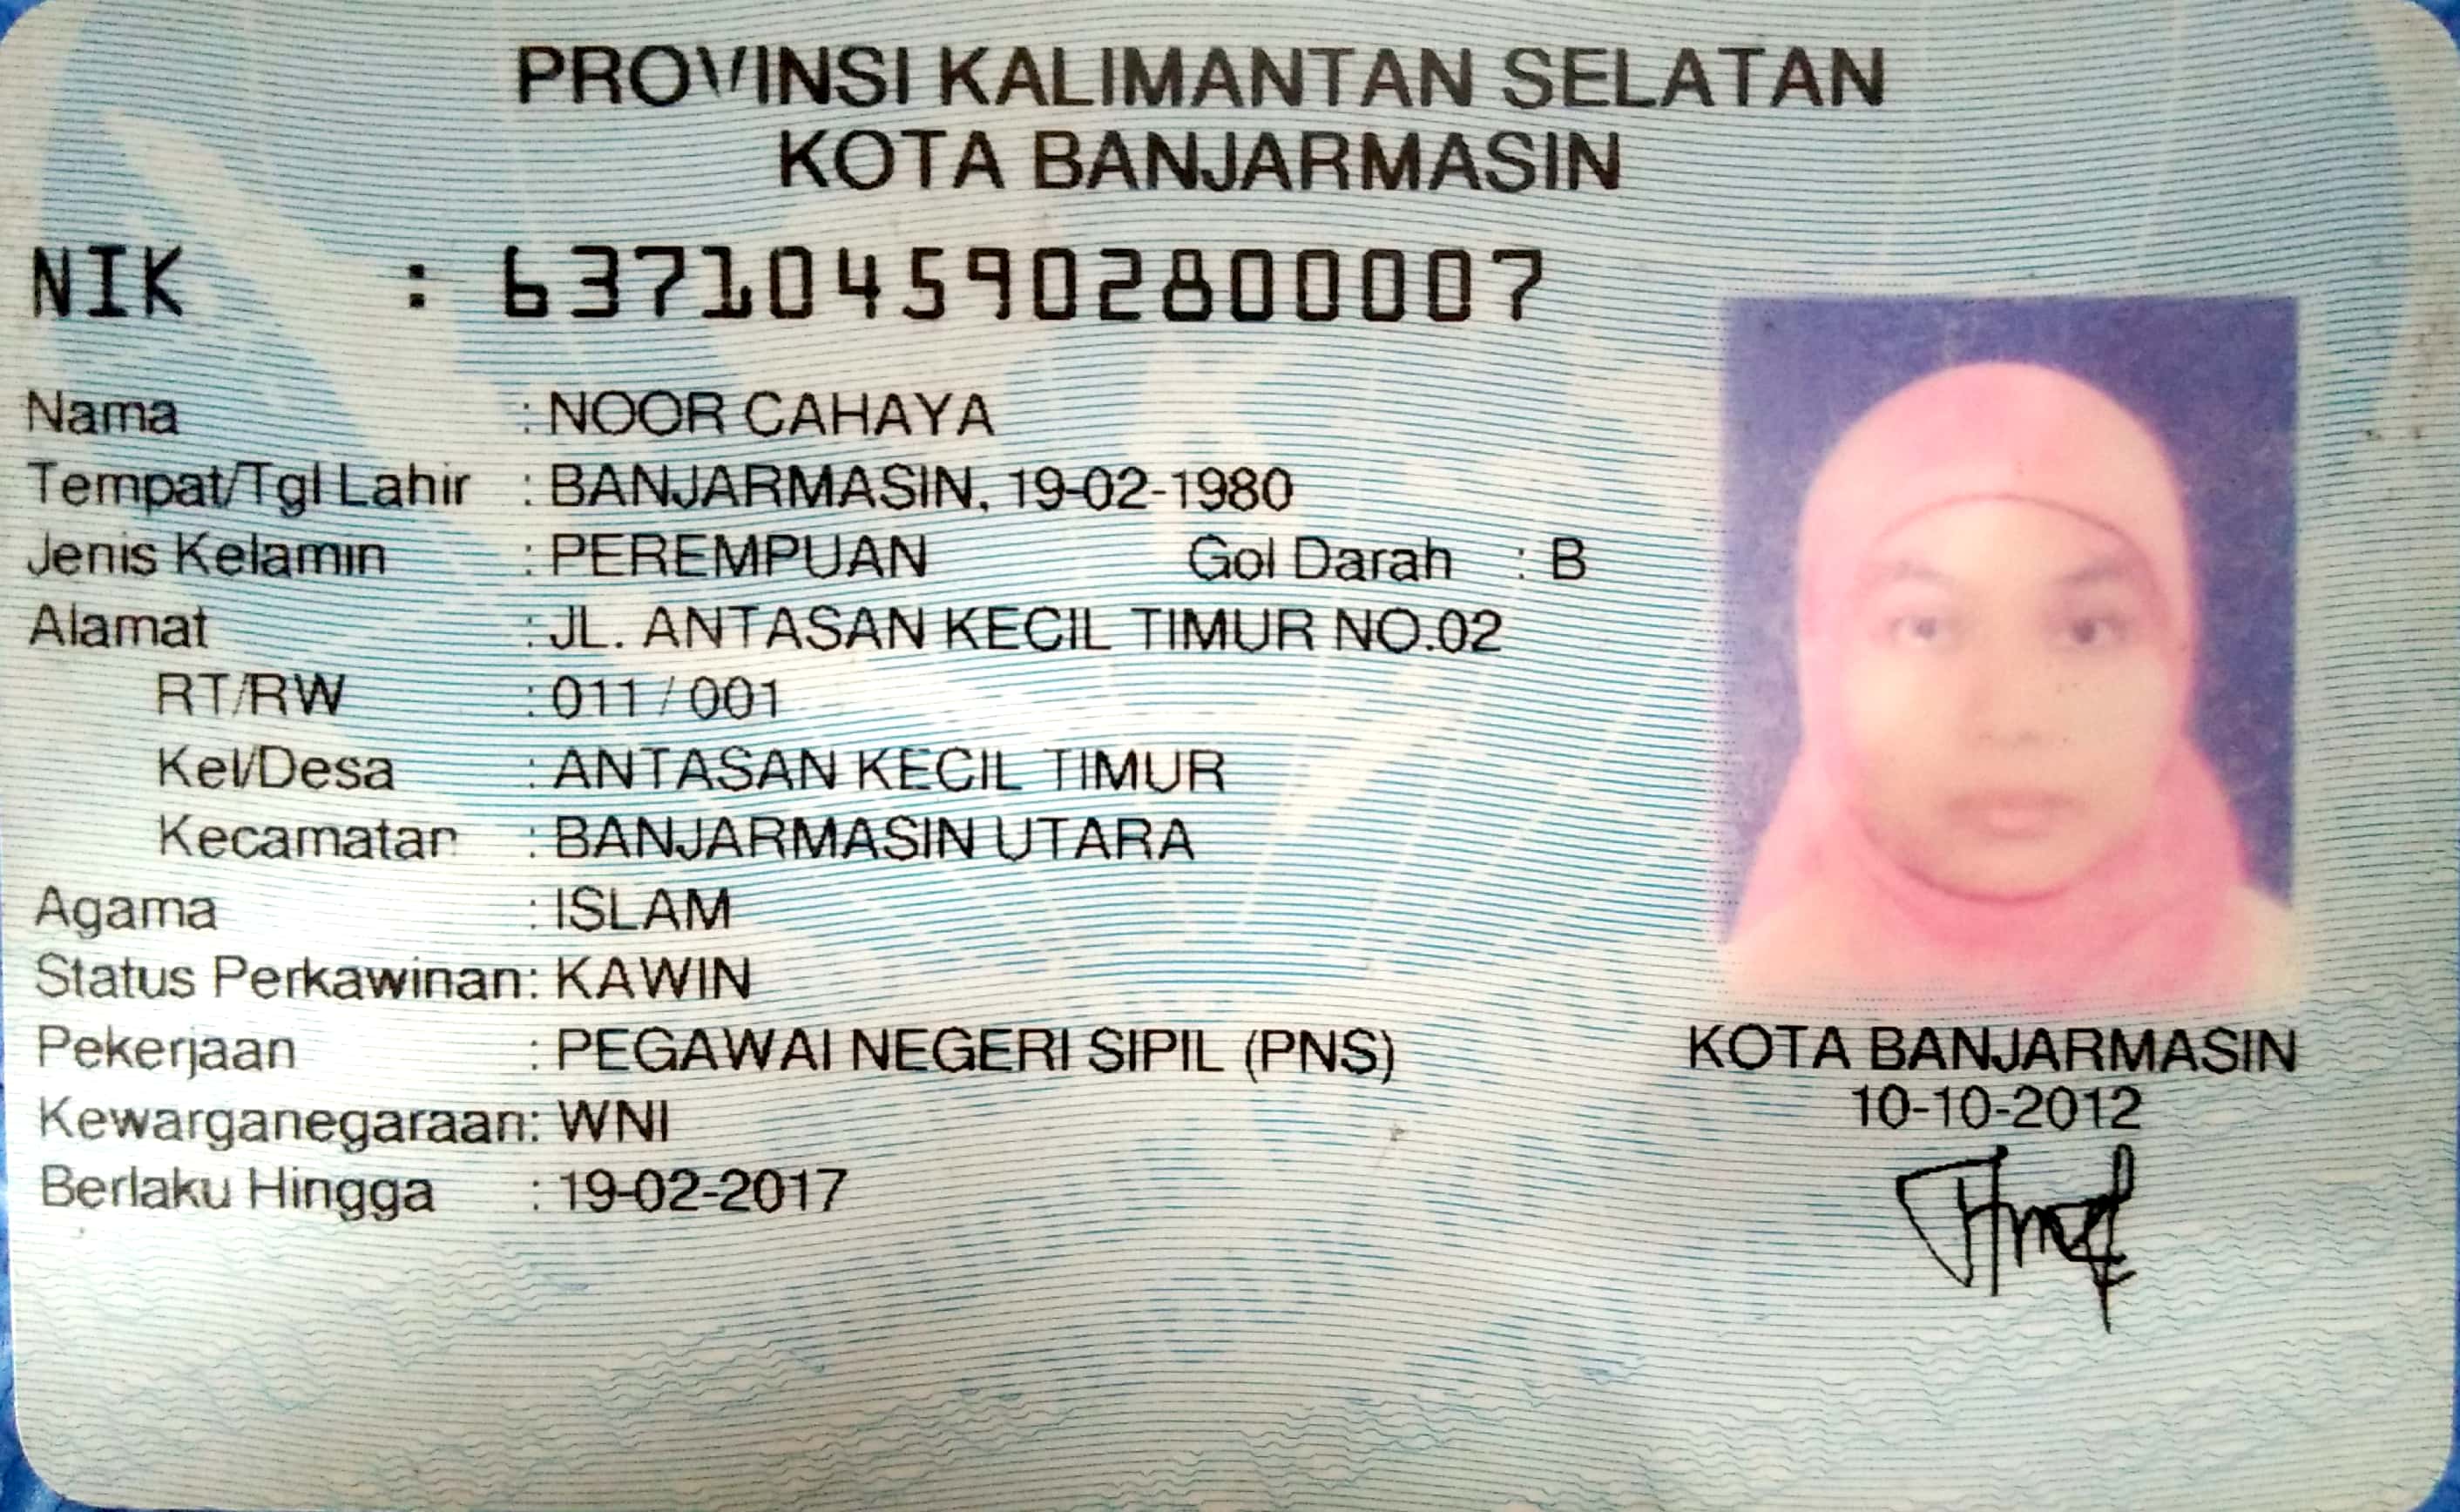 PROVINSI KALIMANTAN SELATAN
KOTA BANJARMASIN
NIK : 6371045902800007
Nama : NOOR CAHAYA
Tempat/Tgl Lahir : BANJARMASIN, 19-02-1980
Jenis Kelamin : PEREMPUAN Gol Darah : B
Alamat : JL. ANTASAN KECIL TIMUR NO.02
RT/RW : 011 / 001
Kel/Desa : ANTASAN KECIL TIMUR
Kecamatan : BANJARMASIN UTARA
Agama : ISLAM
Status Perkawinan: KAWIN
Pekerjaan : PEGAWAI NEGERI SIPIL (PNS)
Kewarganegaraan: WNI
Berlaku Hingga : 19-02-2017
KOTA BANJARMASIN
10-10-2012